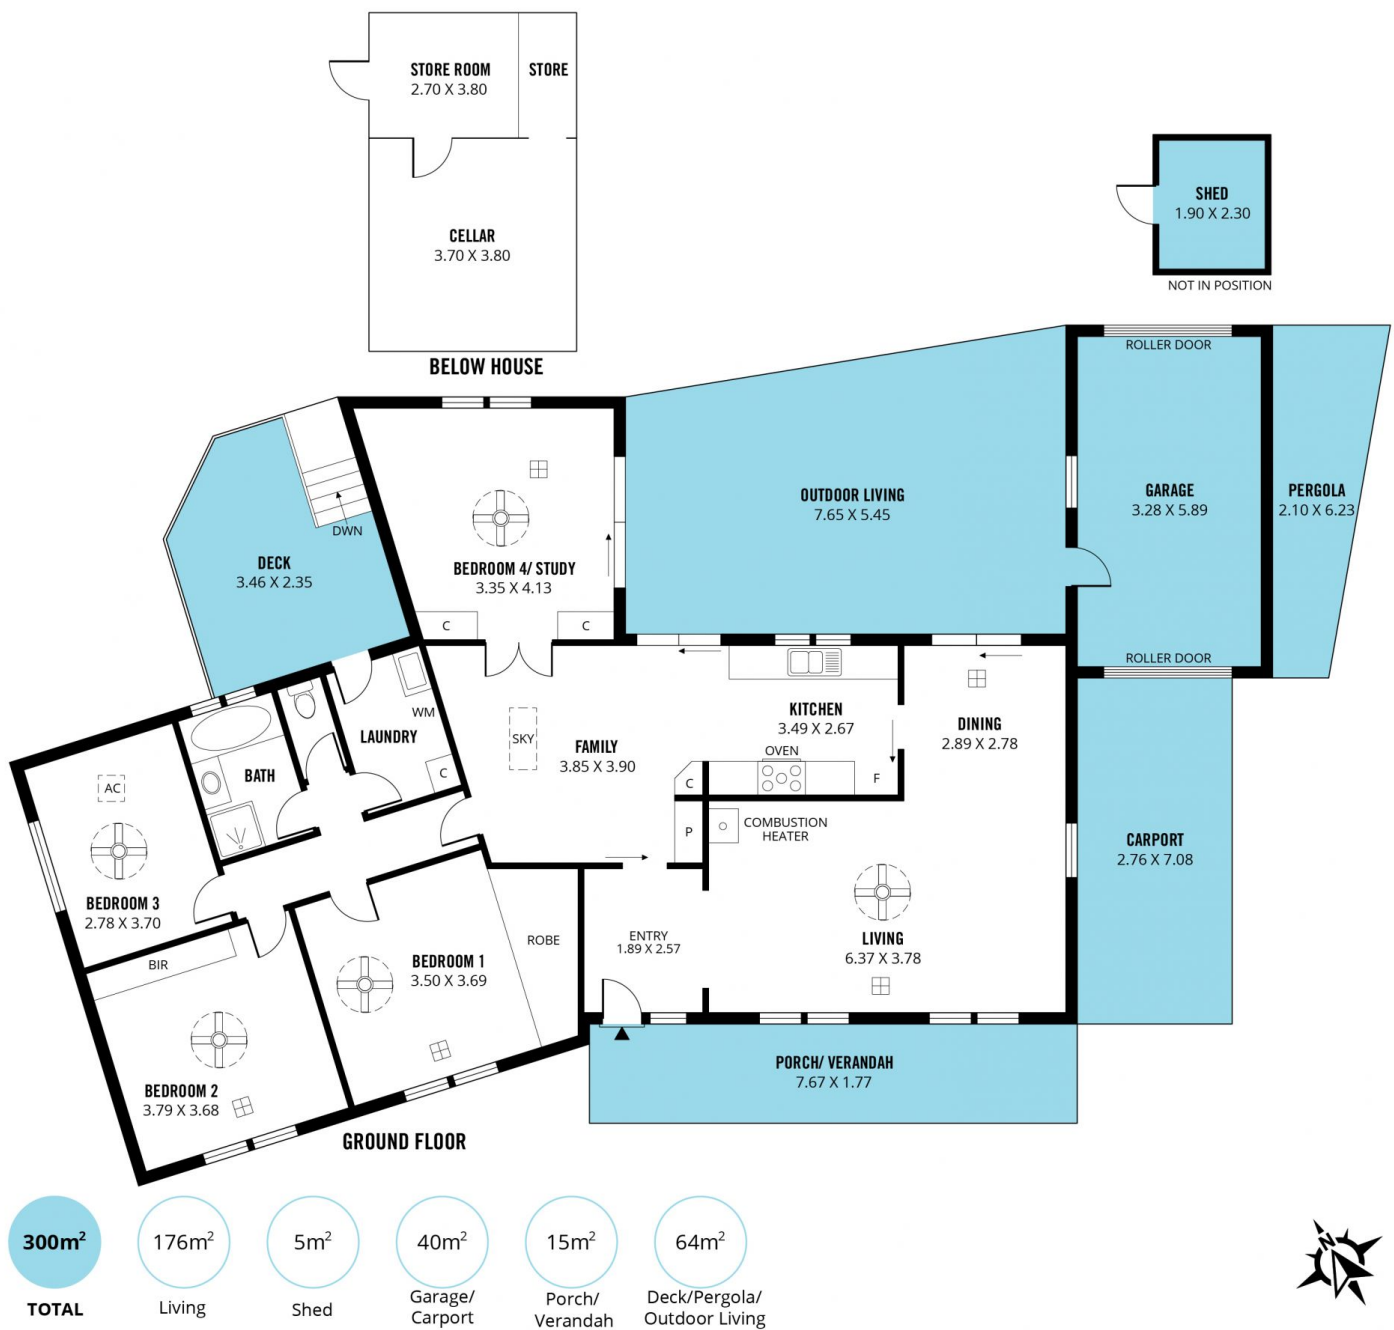 STORE ROOM
2.70 X 3.80
STORE
CELLAR
3.70 X 3.80
BELOW HOUSE
SHED
1.90 X 2.30
NOT IN POSITION
ROLLER DOOR
OUTDOOR LIVING
7.65 X 5.45
GARAGE
3.28 X 5.89
PERGOLA
2.10 X 6.23
DWN
DECK
3.46 X 2.35
BEDROOM 4/ STUDY
3.35 X 4.13
C
C
ROLLER DOOR
WM
LAUNDRY
C
BATH
AC
SKY
FAMILY
3.85 X 3.90
KITCHEN
3.49 X 2.67
OVEN
F
C
P
DINING
2.89 X 2.78
COMBUSTION
HEATER
CARPORT
2.76 X 7.08
BEDROOM 3
2.78 X 3.70
BIR
BEDROOM 1
3.50 X 3.69
ROBE
ENTRY
1.89 X 2.57
LIVING
6.37 X 3.78
BEDROOM 2
3.79 X 3.68
PORCH/ VERANDAH
7.67 X 1.77
GROUND FLOOR
300m²
TOTAL
176m²
Living
5m²
Shed
40m²
Garage/
Carport
15m²
Porch/
Verandah
64m²
Deck/Pergola/
Outdoor Living
N